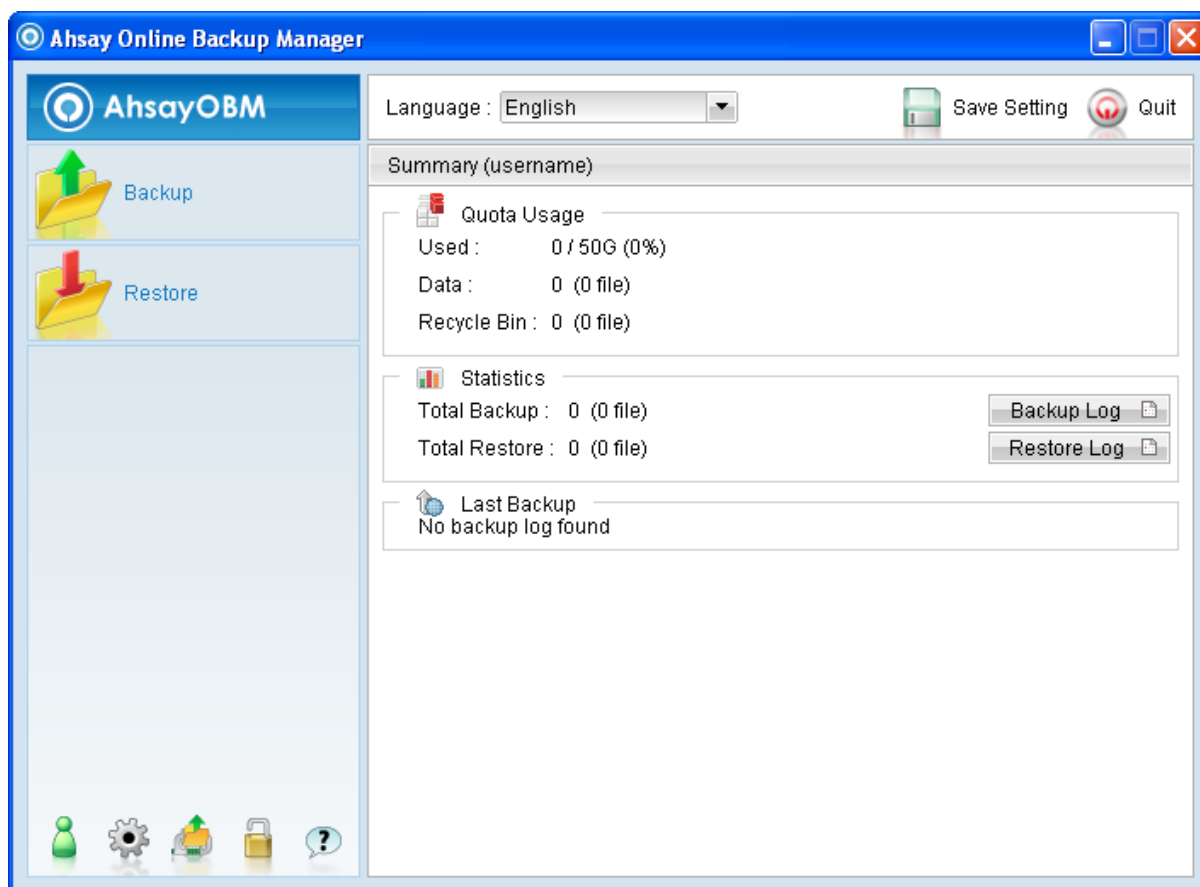 Ahsay Online Backup Manager
AhsayOBM
Language : English
Save Setting
Quit
Backup
Restore
Summary (username)
Quota Usage
Used : 0 / 50G (0%)
Data : 0 (0 file)
Recycle Bin : 0 (0 file)
Statistics
Total Backup : 0 (0 file)
Backup Log
Total Restore : 0 (0 file)
Restore Log
Last Backup
No backup log found
?